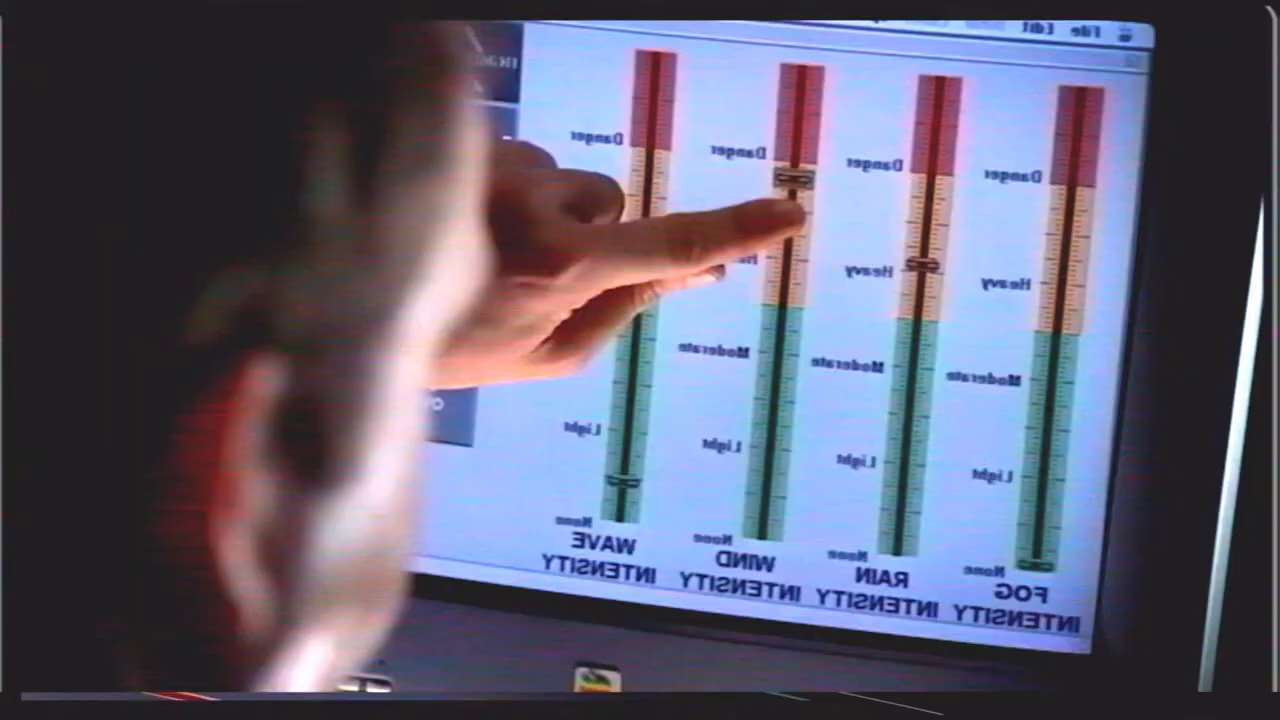 File Edit
Danger
Danger
Danger
Danger
Heavy
Heavy
Moderate
Moderate
Moderate
Light
Light
Light
Light
None
None
None
None
WAVE
INTENSITY
WIND
INTENSITY
RAIN
INTENSITY
FOG
INTENSITY